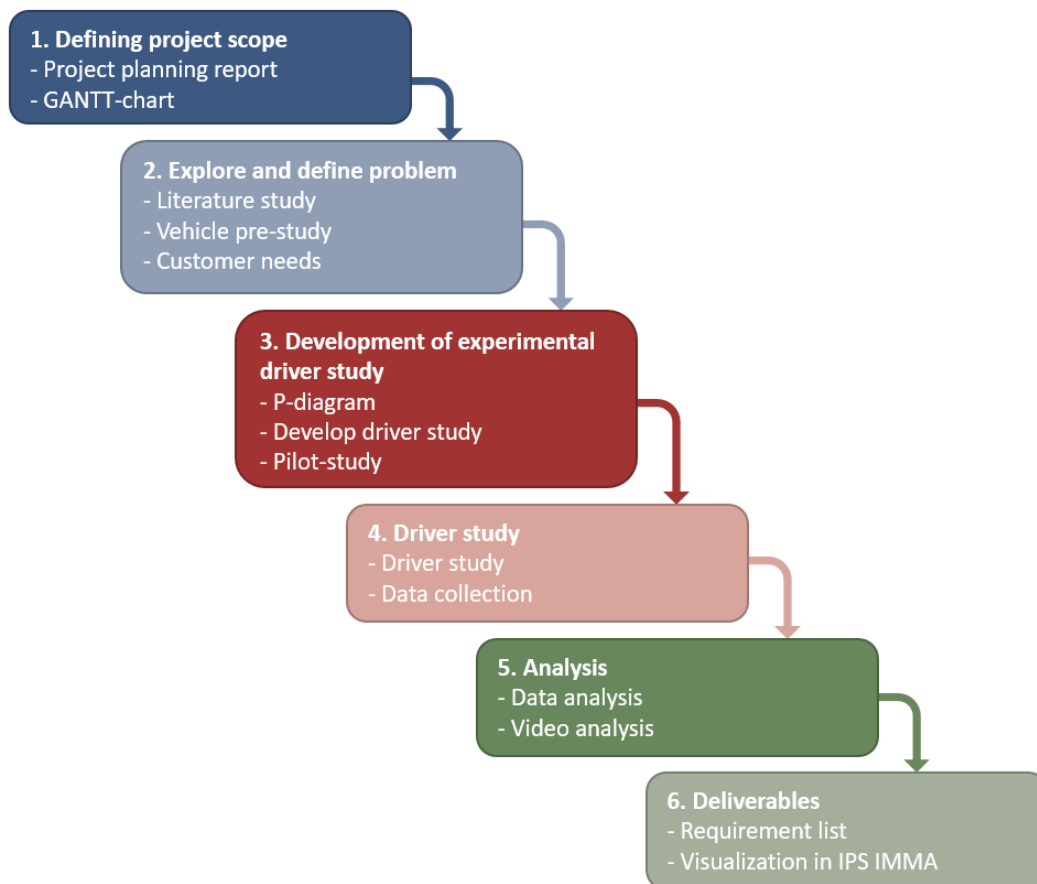 1. Defining project scope
- Project planning report
- GANTT-chart
2. Explore and define problem
- Literature study
- Vehicle pre-study
- Customer needs
3. Development of experimental
driver study
- P-diagram
- Develop driver study
- Pilot-study
4. Driver study
- Driver study
- Data collection
5. Analysis
- Data analysis
- Video analysis
6. Deliverables
- Requirement list
- Visualization in IPS IMMA